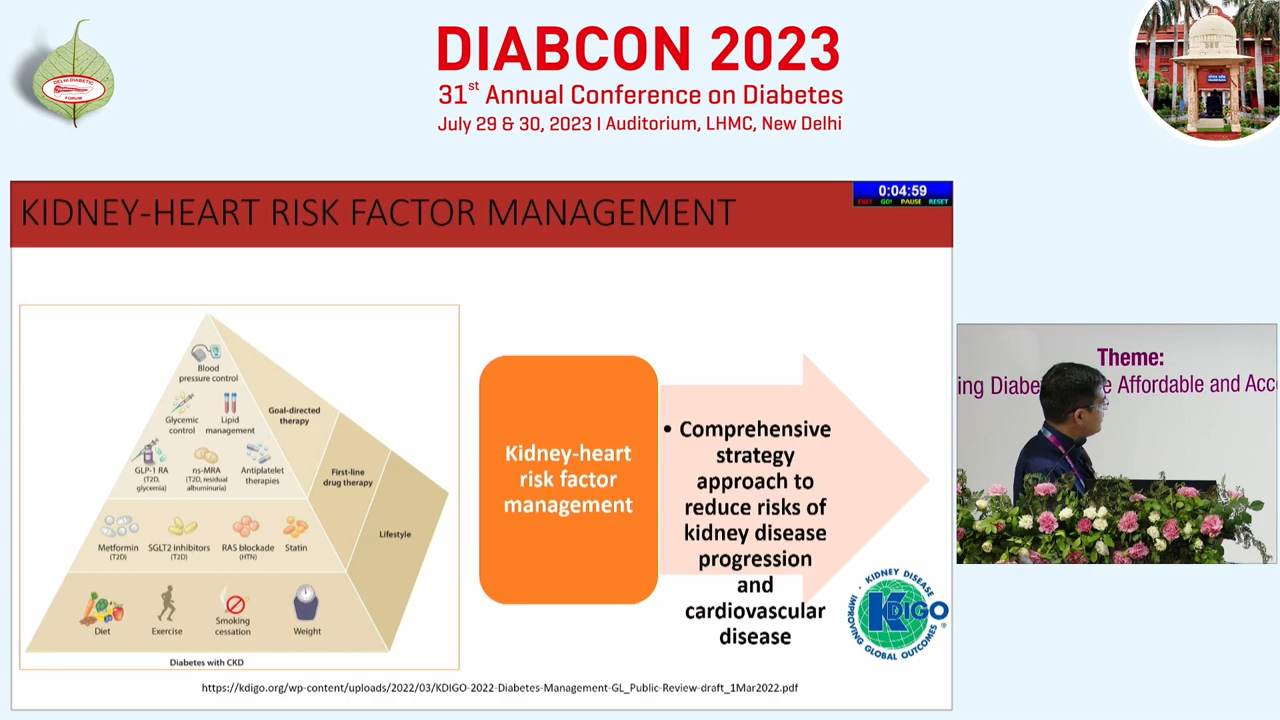 DELHI DIABETIC
FORUM
DIABCON 2023
31st Annual Conference on Diabetes
July 29 & 30, 2023 I Auditorium, LHMC, New Delhi
KIDNEY-HEART RISK FACTOR MANAGEMENT
0:04:59
EXIT GO! PAUSE RESET
Blood
pressure control
Glycemic
control
Lipid
management
GLP-1 RA
(T2D,
glycemia)
ns-MRA
(T2D, residual
albuminuria)
Antiplatelet
therapies
Metformin
(T2D)
SGLT2 inhibitors
(T2D)
RAS blockade
(HTN)
Statin
Diet
Exercise
Smoking
cessation
Weight
Goal-directed
therapy
First-line
drug therapy
Lifestyle
Diabetes with CKD
Kidney-heart
risk factor
management
• Comprehensive
strategy
approach to
reduce risks of
kidney disease
progression
and
cardiovascular
disease
KIDNEY DISEASE
KDIGO
IMPROVING GLOBAL OUTCOMES
®
https://kdigo.org/wp-content/uploads/2022/03/KDIGO-2022-Diabetes-Management-GL_Public-Review-draft_1Mar2022.pdf
Theme:
ing Diabe e Affordable and Acc